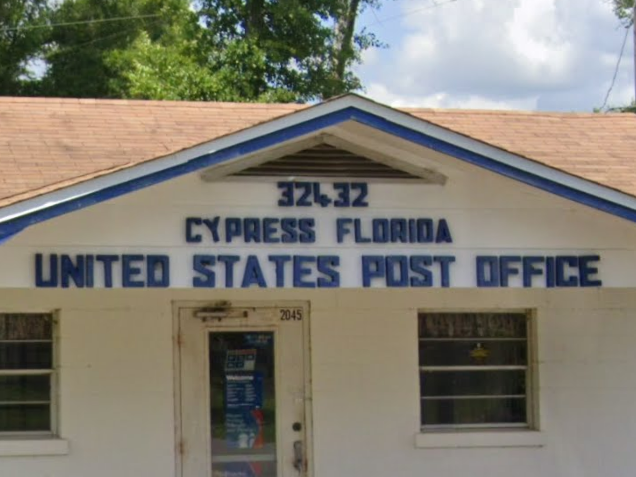 32432
CYPRESS FLORIDA
UNITED STATES POST OFFICE
2045